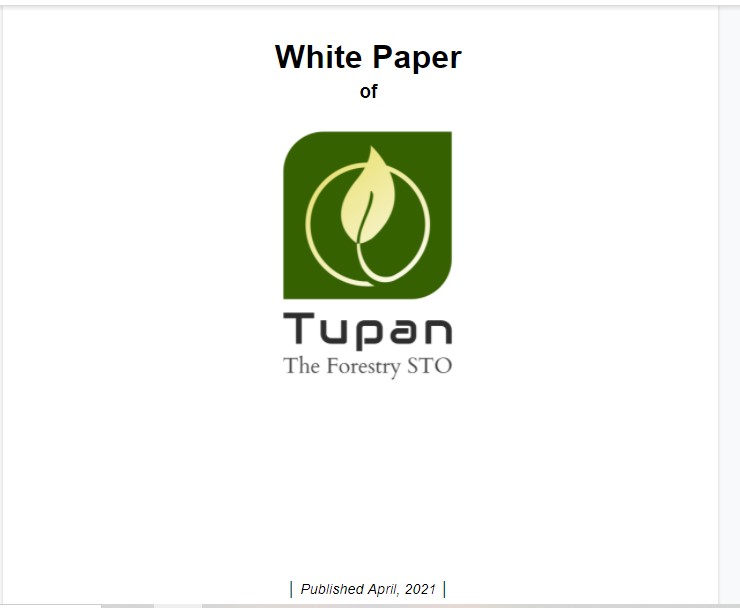 White Paper
of
Tupan
The Forestry STO
| Published April, 2021 |